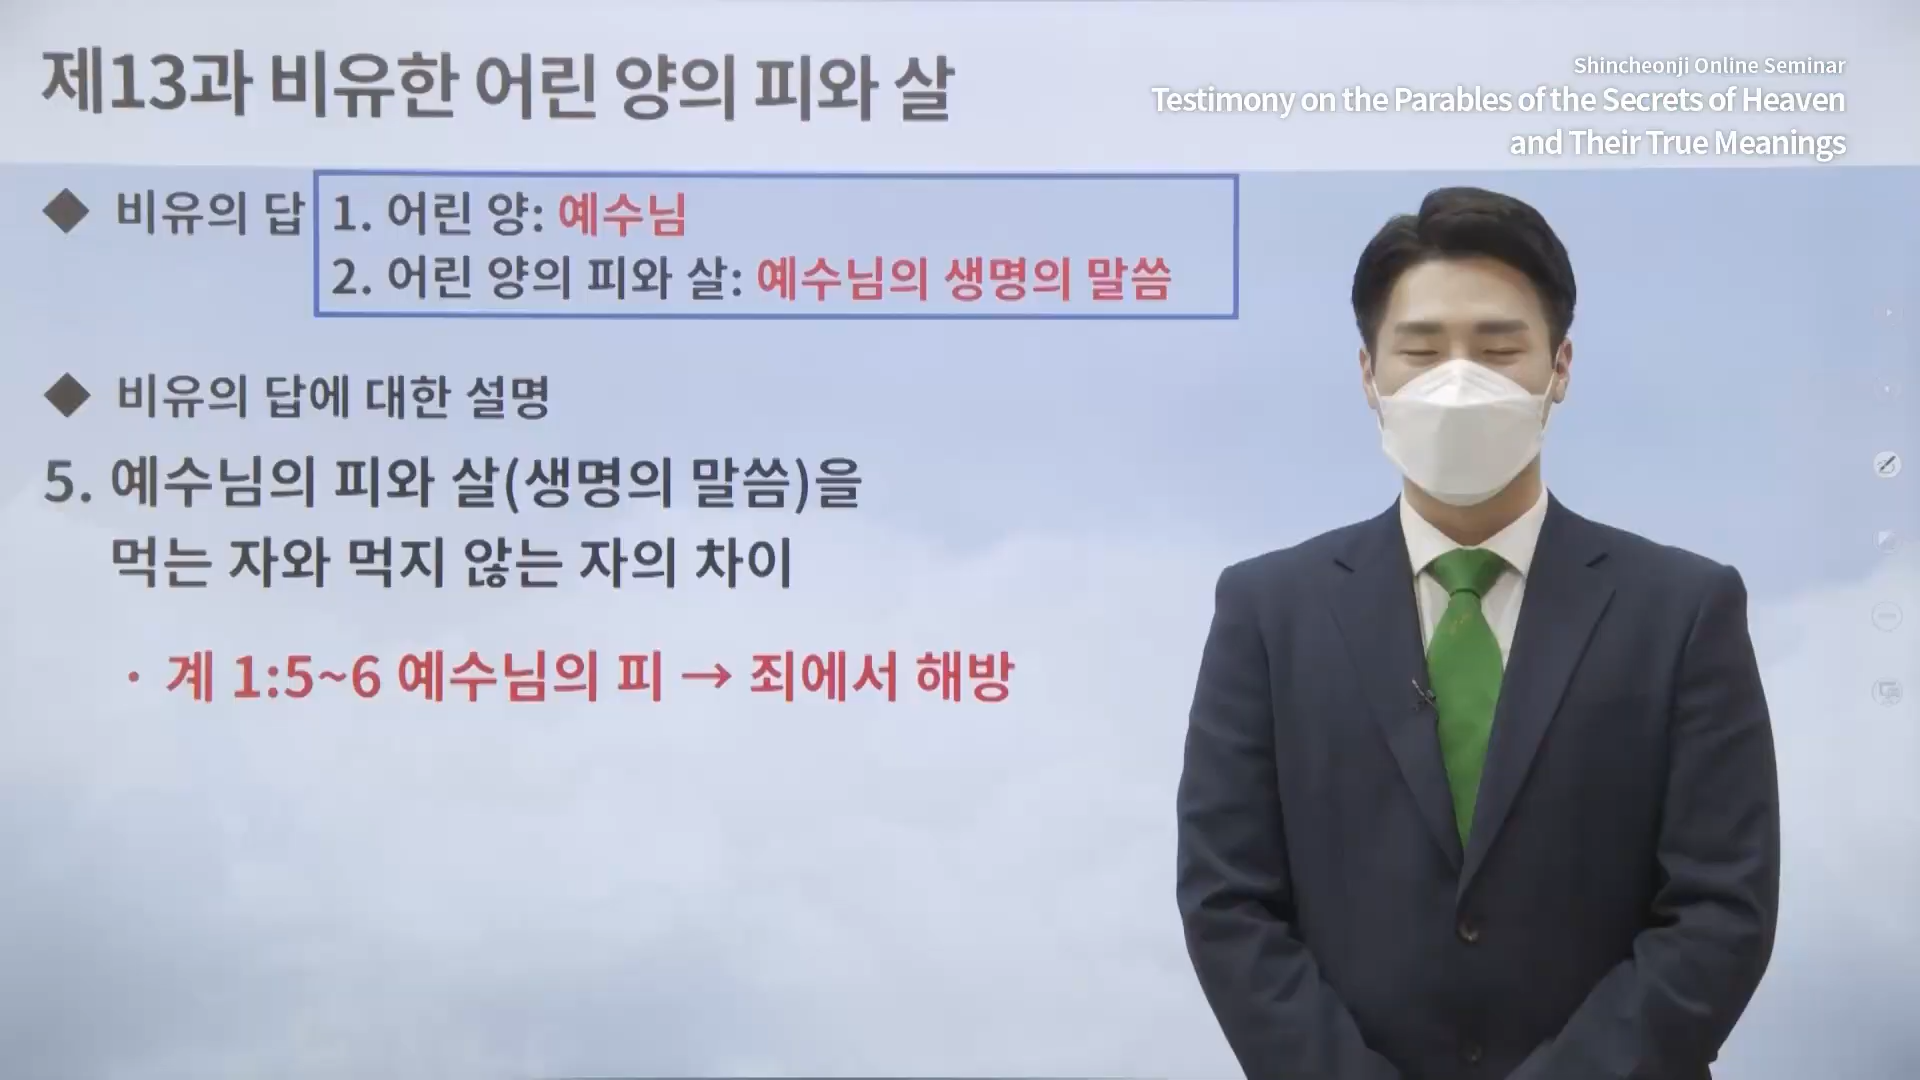 제13과 비유한 어린 양의 피와 살
Shincheonji Online Seminar
Testimony on the Parables of the Secrets of Heaven
and Their True Meanings
◆ 비유의 답
1. 어린 양: 예수님
2. 어린 양의 피와 살: 예수님의 생명의 말씀
◆ 비유의 답에 대한 설명
5. 예수님의 피와 살(생명의 말씀)을
먹는 자와 먹지 않는 자의 차이
· 계 1:5~6 예수님의 피 → 죄에서 해방